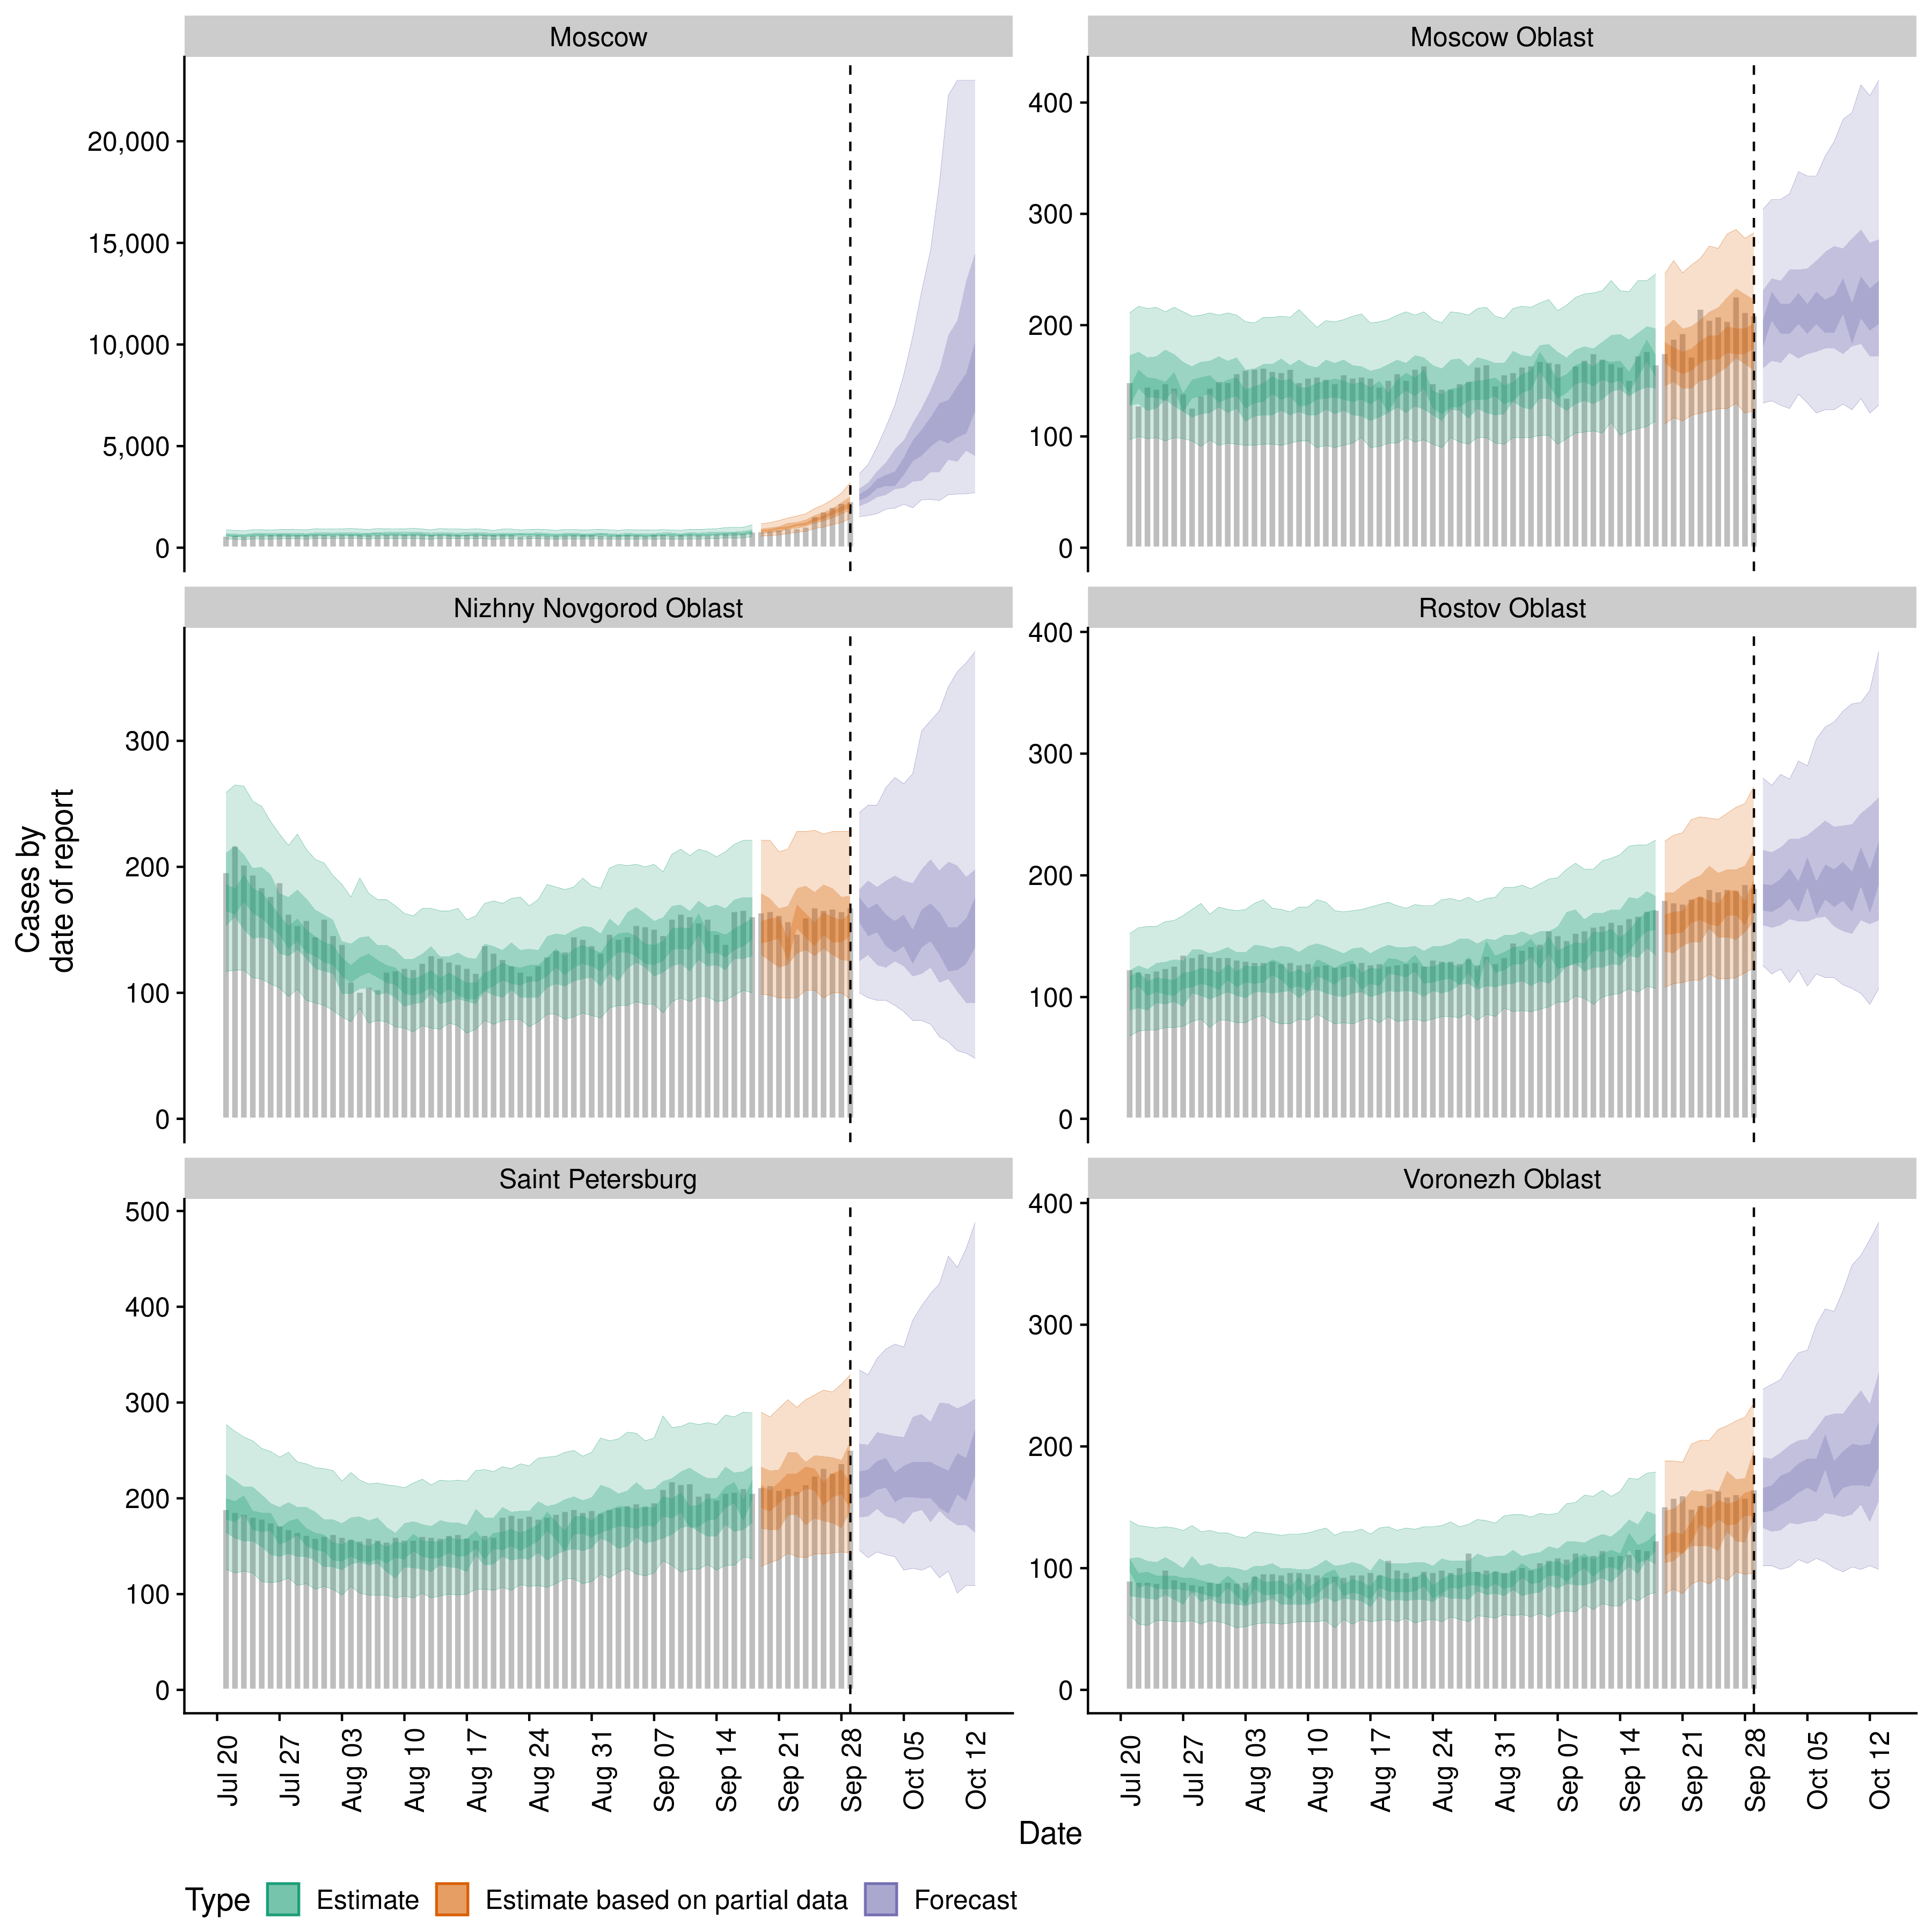 Moscow
Moscow Oblast
20,000
15,000
10,000
5,000
0
400
300
200
100
0
Nizhny Novgorod Oblast
Rostov Oblast
300
200
100
0
400
300
200
100
0
Saint Petersburg
Voronezh Oblast
500
400
300
200
100
0
400
300
200
100
0
Cases by
date of report
Jul 20
Jul 27
Aug 03
Aug 10
Aug 17
Aug 24
Aug 31
Sep 07
Sep 14
Sep 21
Sep 28
Oct 05
Oct 12
Jul 20
Jul 27
Aug 03
Aug 10
Aug 17
Aug 24
Aug 31
Sep 07
Sep 14
Sep 21
Sep 28
Oct 05
Oct 12
Date
Type Estimate Estimate based on partial data Forecast